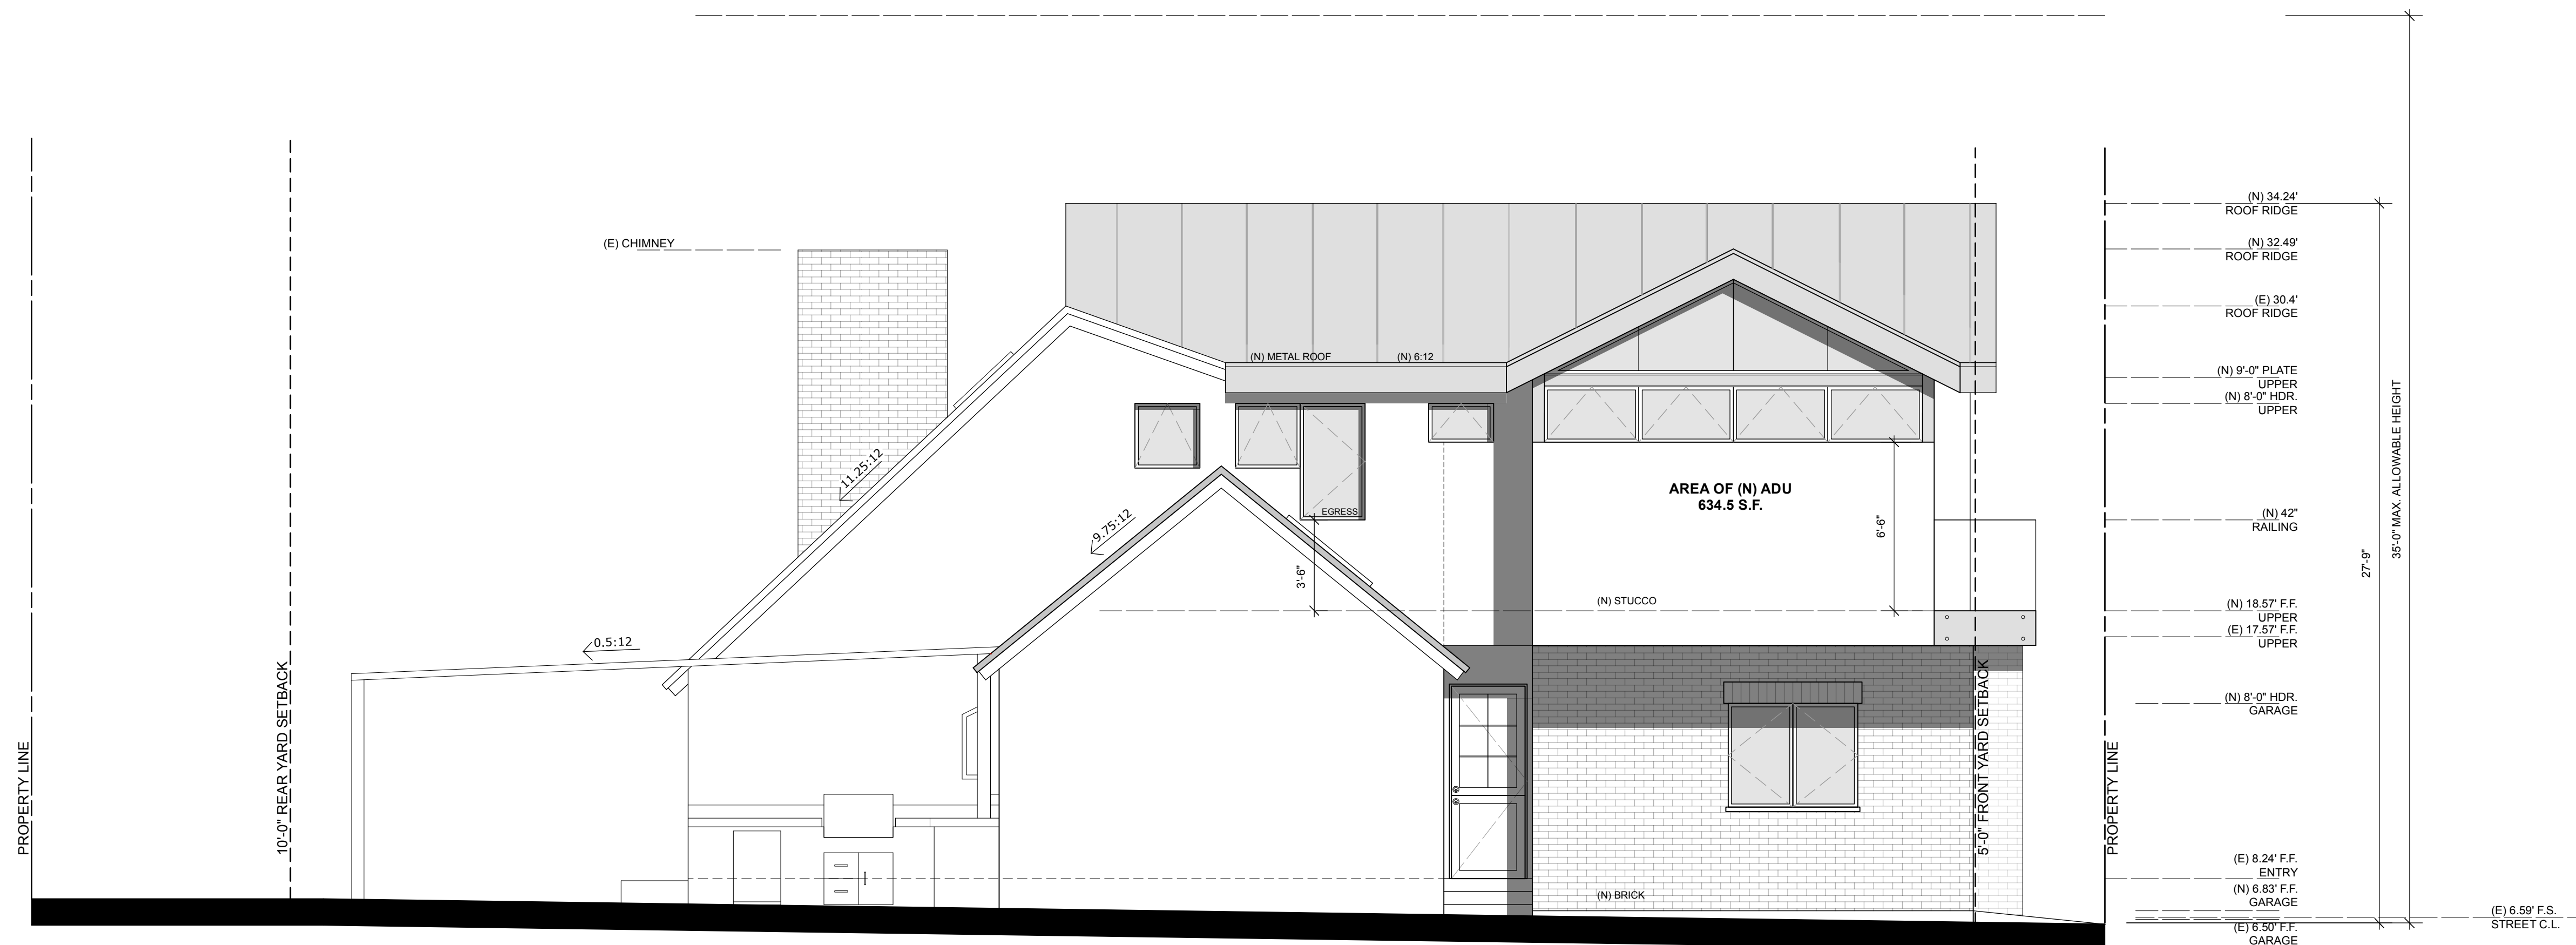 (N) 34.24'
ROOF RIDGE
(E) CHIMNEY
(N) 32.49'
ROOF RIDGE
(E) 30.4'
ROOF RIDGE
(N) METAL ROOF
(N) 6:12
(N) 9'-0" PLATE
UPPER
(N) 8'-0" HDR.
UPPER
35'-0" MAX. ALLOWABLE HEIGHT
11.25:12
9.75:12
EGRESS
AREA OF (N) ADU
634.5 S.F.
(N) 42"
RAILING
6'-6"
27'-9"
3'-6"
(N) STUCCO
(N) 18.57' F.F.
UPPER
(E) 17.57' F.F.
UPPER
0.5:12
(N) 8'-0" HDR.
GARAGE
PROPERTY LINE
10'-0" REAR YARD SETBACK
5'-0" FRONT YARD SETBACK
PROPERTY LINE
(E) 8.24' F.F.
ENTRY
(N) BRICK
(N) 6.83' F.F.
GARAGE
(E) 6.59' F.S.
STREET C.L.
(E) 6.50' F.F.
GARAGE